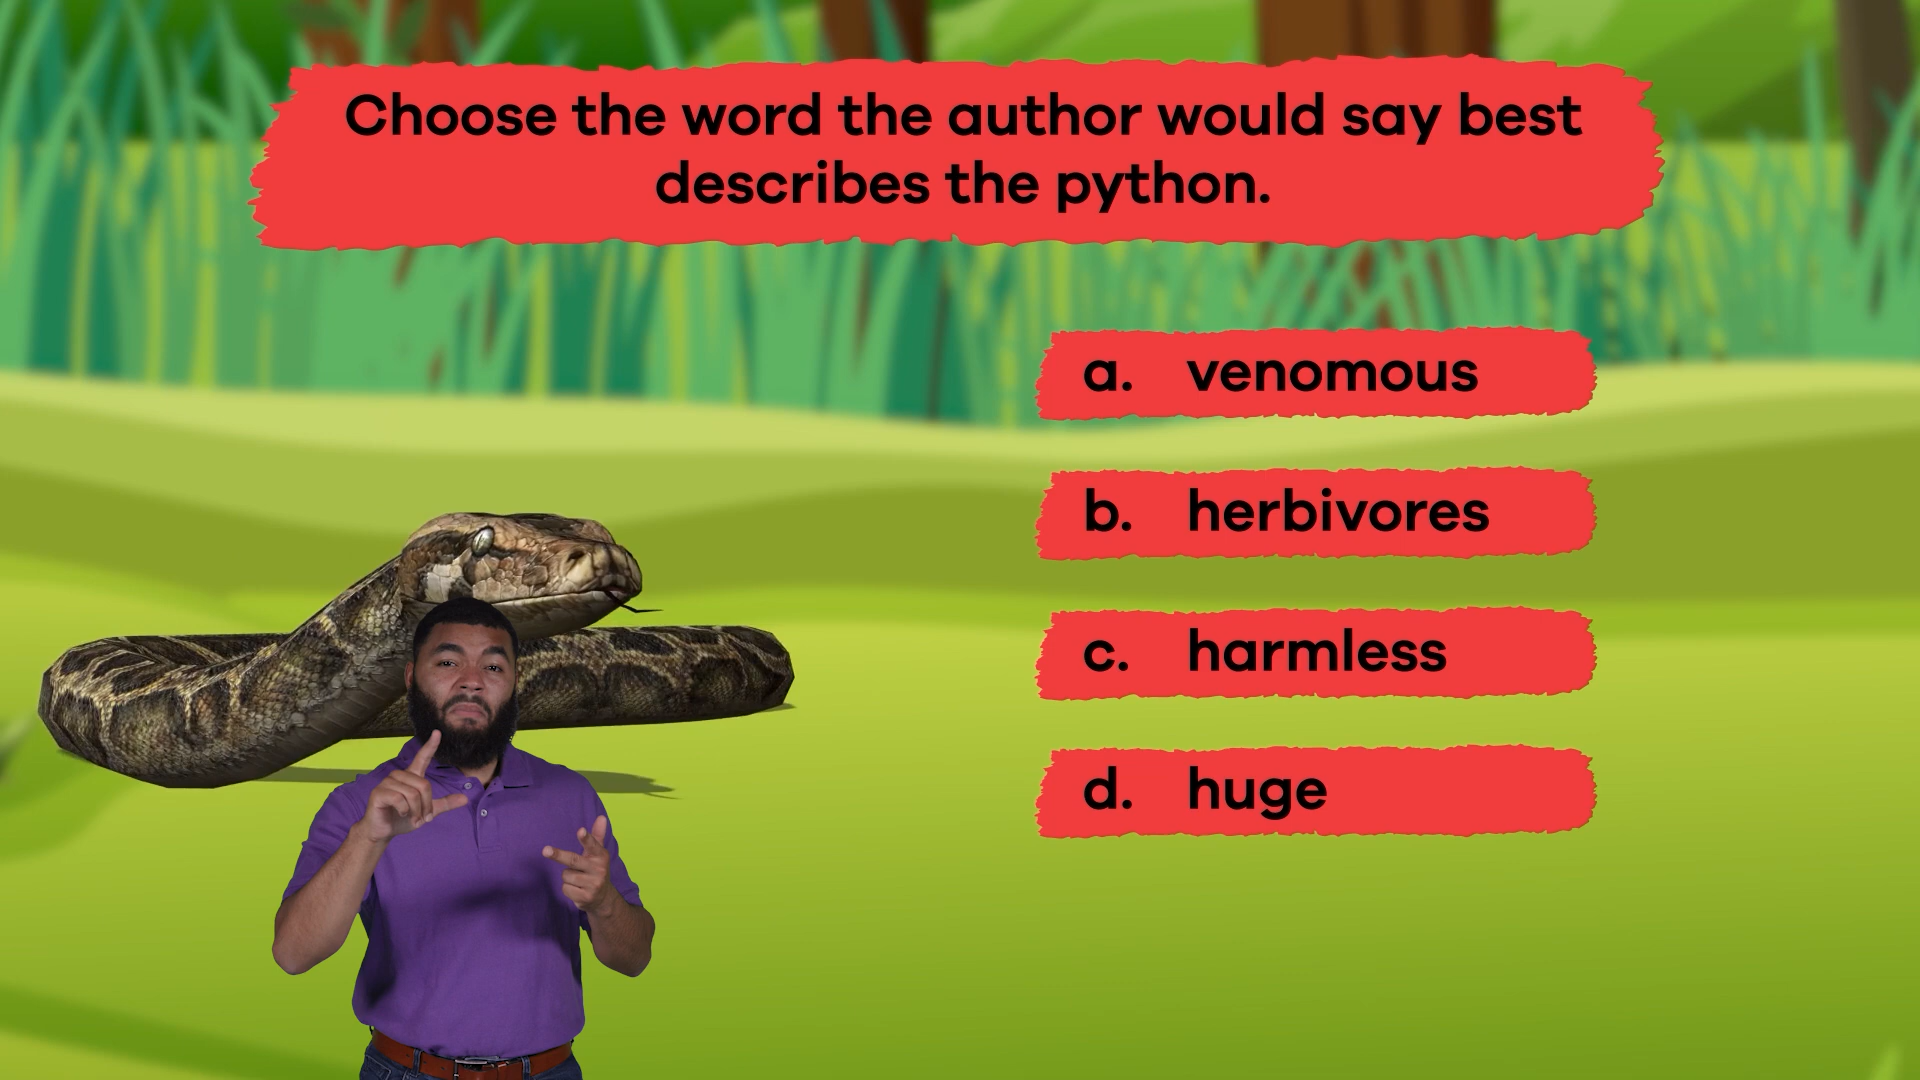 Choose the word the author would say best
describes the python.
a. venomous
b. herbivores
c. harmless
d. huge